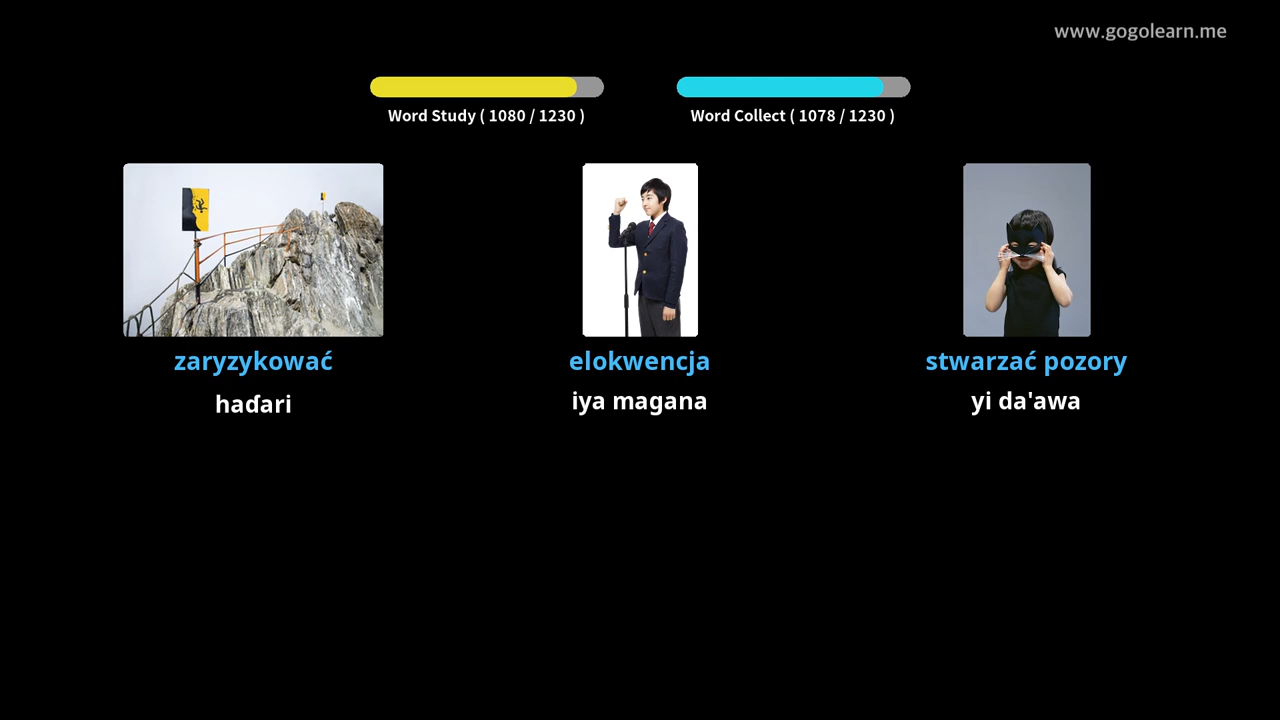 www.gogolearn.me
Word Study ( 1080 / 1230 )
Word Collect ( 1078 / 1230 )
zaryzykować
elokwencja
stwarzać pozory
haɗari
iya magana
yi da'awa